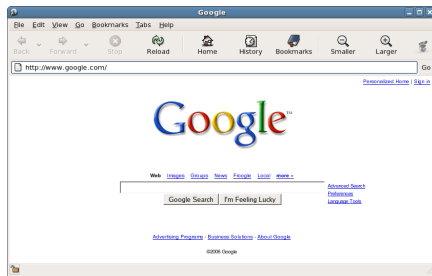 Google
File Edit View Go Bookmarks Tabs Help
Back Forward Stop Reload Home History Bookmarks Smaller Larger
http://www.google.com/ Go
Personalized Home | Sign in
Google™
Web Images Groups News Froogle Local more »
Advanced Search
Preferences
Language Tools
Google Search I'm Feeling Lucky
Advertising Programs - Business Solutions - About Google
©2006 Google